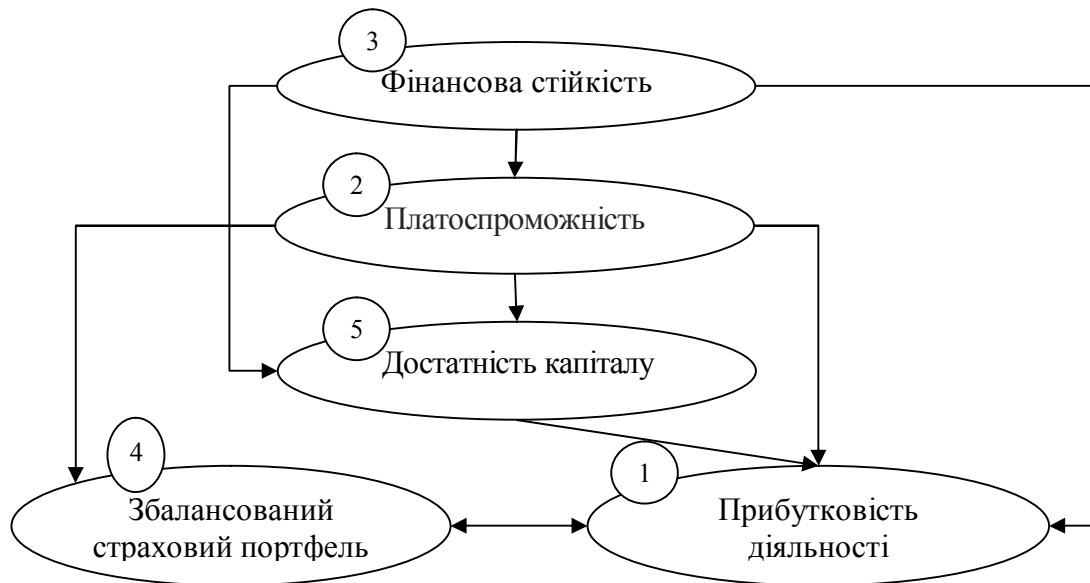 3
Фінансова стійкість
2
Платоспроможність
5
Достатність капіталу
4
Збалансований
страховий портфель
1
Прибутковість
діяльності